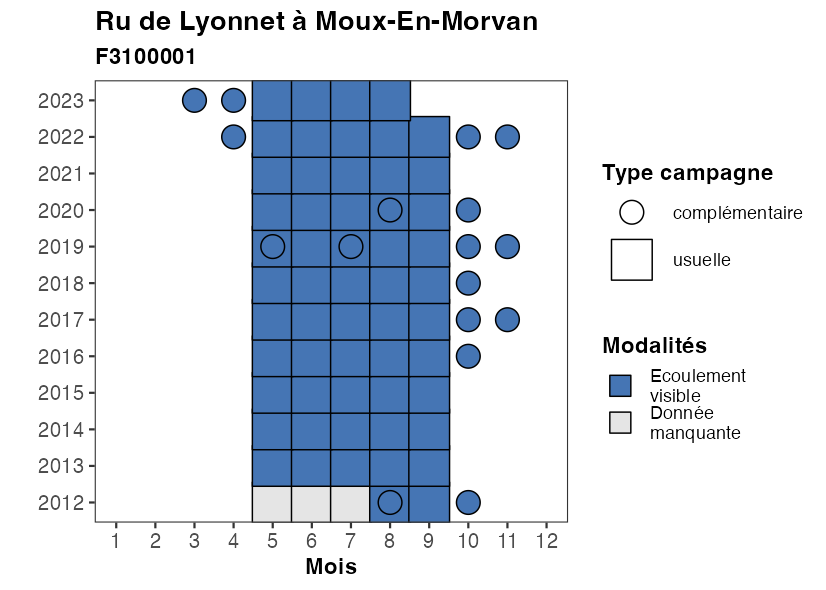 Ru de Lyonnet à Moux-En-Morvan
F3100001
2023
2022
2021
2020
2019
2018
2017
2016
2015
2014
2013
2012
1 2 3 4 5 6 7 8 9 10 11 12
Mois
Type campagne
complémentaire
usuelle
Modalités
Ecoulement
visible
Donnée
manquante